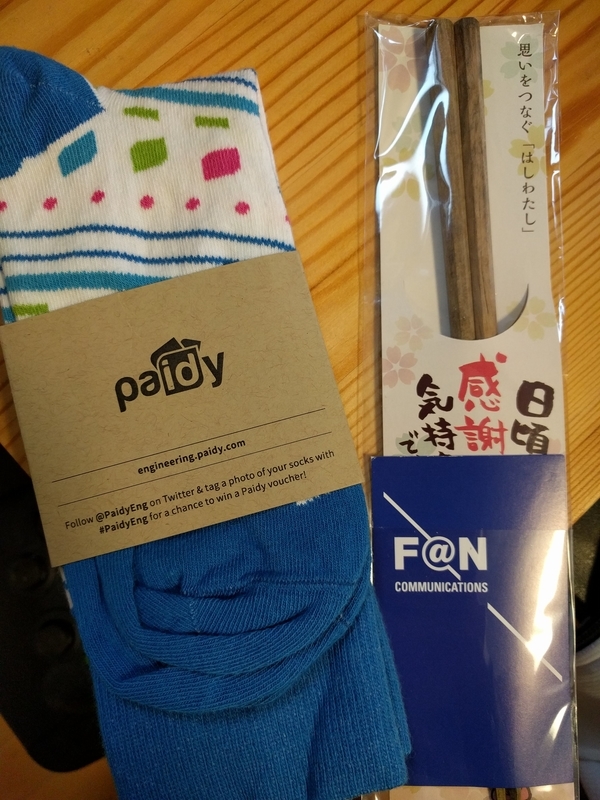 paidy
engineering.paidy.com
Follow @PaidyEng on Twitter & tag a photo of your socks with
#PaidyEng for a chance to win a Paidy voucher!
思いをつなぐ「はしわたし」
日頃
感謝
気持
で
F@N
COMMUNICATIONS